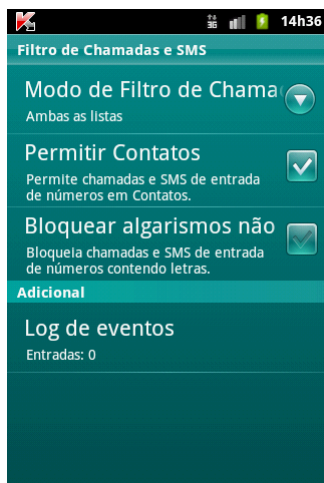 14h36
Filtro de Chamadas e SMS
Modo de Filtro de Chama
Ambas as listas
Permitir Contatos
Permite chamadas e SMS de entrada
de números em Contatos.
Bloquear algarismos não
Bloqueia chamadas e SMS de entrada
de números contendo letras.
Adicional
Log de eventos
Entradas: 0